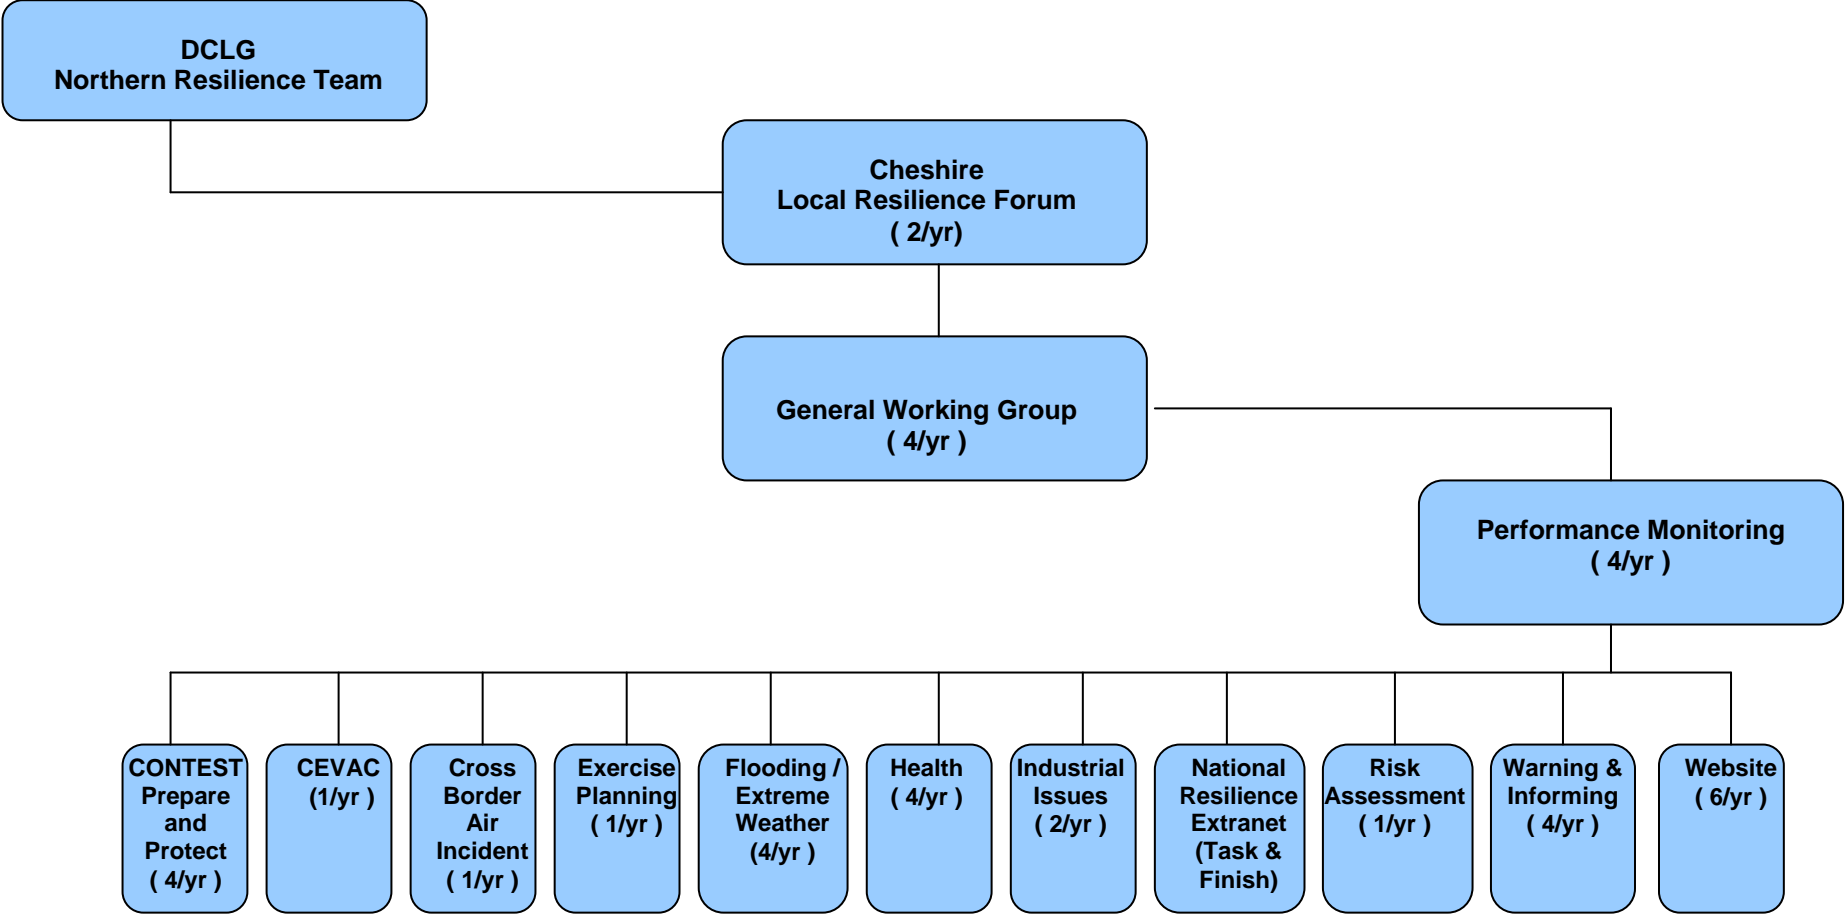 DCLG
Northern Resilience Team
Cheshire
Local Resilience Forum
( 2/yr)
General Working Group
( 4/yr )
Performance Monitoring
( 4/yr )
CONTEST
Prepare
and
Protect
( 4/yr )
CEVAC
(1/yr )
Cross
Border
Air
Incident
( 1/yr )
Exercise
Planning
( 1/yr )
Flooding /
Extreme
Weather
(4/yr )
Health
( 4/yr )
Industrial
Issues
( 2/yr )
National
Resilience
Extranet
(Task &
Finish)
Risk
Assessment
( 1/yr )
Warning &
Informing
( 4/yr )
Website
( 6/yr )